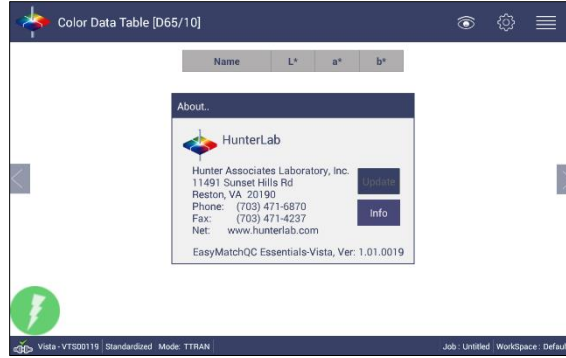 Color Data Table [D65/10]
Name L* a* b*
About..
HunterLab
Hunter Associates Laboratory, Inc.
11491 Sunset Hills Rd
Reston, VA 20190
Phone: (703) 471-6870
Fax: (703) 471-4237
Net: www.hunterlab.com
Update
Info
EasyMatchQC Essentials-Vista, Ver: 1.01.0019
Vista - VTS00119 Standardized Mode: TTRAN Job : Untitled WorkSpace : Defaul